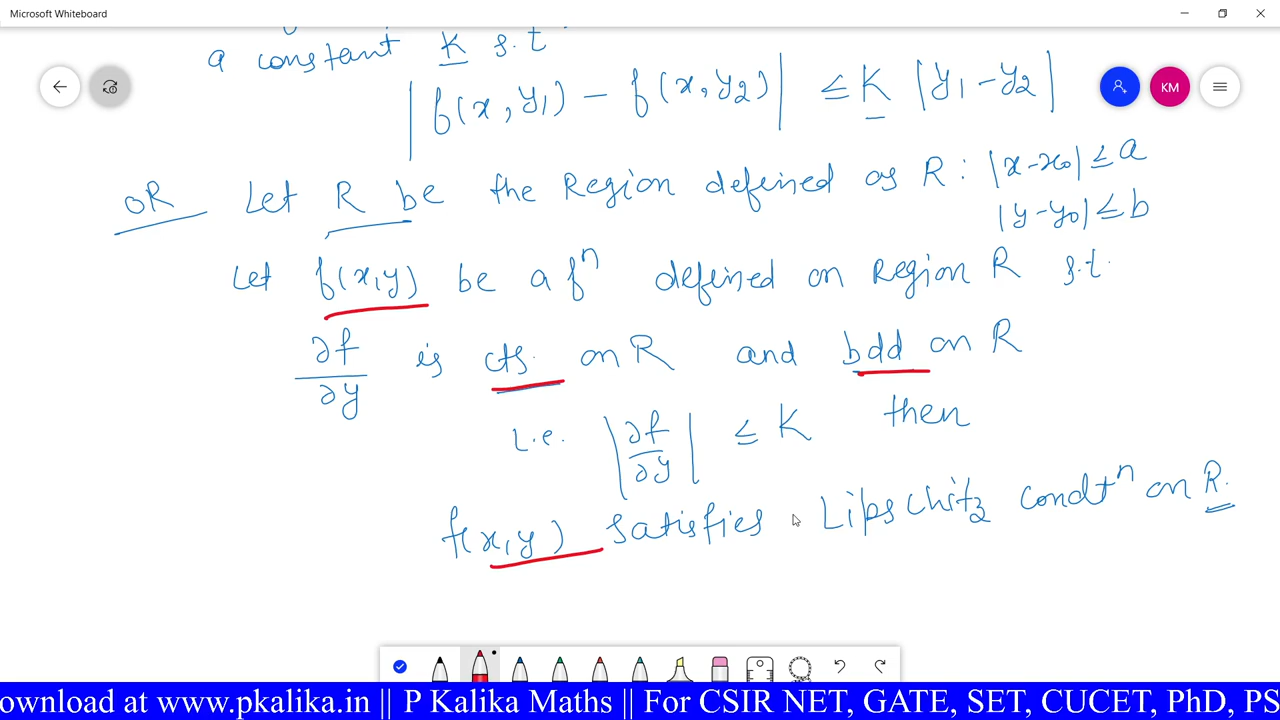 Microsoft Whiteboard
a constant K s.t
|f(x, y1) - f(x, y2)| ≤ K |y1 - y2|
OR Let R be the Region defined as R: |x-x0| ≤ a
|y-y0| ≤ b
Let f(x,y) be a fⁿ defined on Region R s.t.
∂f/∂y is cts. on R and bdd on R
i.e. |∂f/∂y| ≤ K then
f(x,y) satisfies Lipschitz condtⁿ on R.
KM
ownload at www.pkalika.in || P Kalika Maths || For CSIR NET, GATE, SET, CUCET, PhD, PS